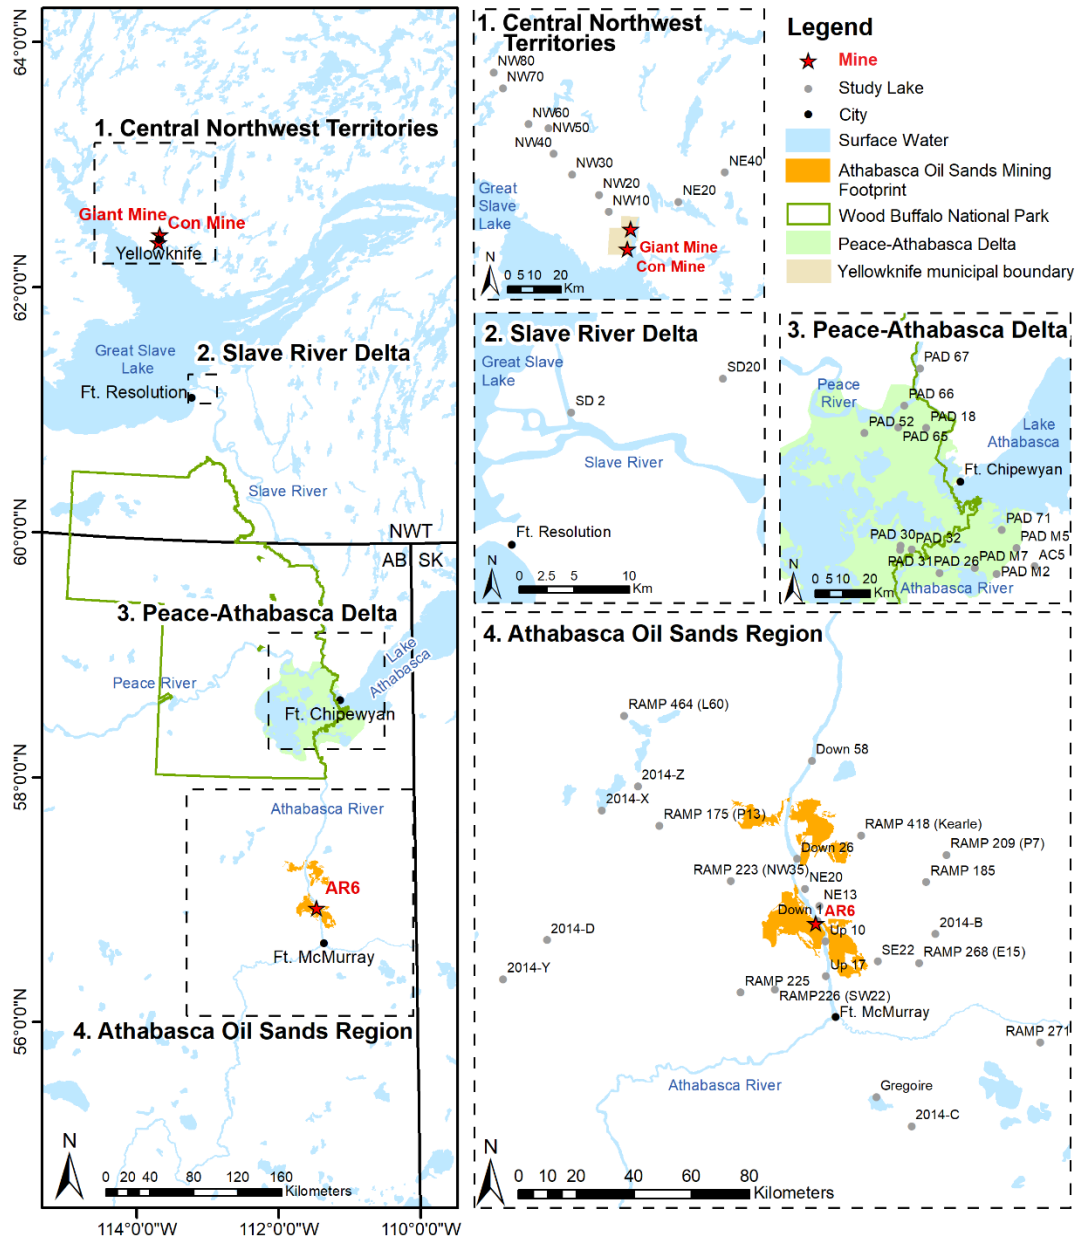 64°0'0"N
62°0'0"N
60°0'0"N
58°0'0"N
56°0'0"N
1. Central Northwest Territories
Giant Mine
Con Mine
Yellowknife
Great Slave
Lake
2. Slave River Delta
Ft. Resolution
Slave River
NWT
AB
SK
3. Peace-Athabasca Delta
Lake
Athabasca
Peace River
Ft. Chipewyan
Athabasca River
AR6
Ft. McMurray
4. Athabasca Oil Sands Region
N
0 20 40 80 120 160
Kilometers
114°0'0"W 112°0'0"W 110°0'0"W
1. Central Northwest
Territories
NW80
NW70
NW60
NW50
NW40
NW30
NE40
NW20
NE20
NW10
Great
Slave
Lake
Giant Mine
Con Mine
N
0 5 10 20
Km
Legend
Mine
Study Lake
City
Surface Water
Athabasca Oil Sands Mining
Footprint
Wood Buffalo National Park
Peace-Athabasca Delta
Yellowknife municipal boundary
2. Slave River Delta
Great Slave
Lake
SD20
SD 2
Slave River
Ft. Resolution
N
0 2.5 5 10
Km
3. Peace-Athabasca Delta
PAD 67
Peace
River
PAD 66
PAD 52
PAD 18
PAD 65
Lake
Athabasca
Ft. Chipewyan
PAD 71
PAD 30
PAD 32
PAD M5
PAD 31
PAD 26
PAD M7
AC5
PAD M2
Athabasca River
N
0 5 10 20
Km
4. Athabasca Oil Sands Region
RAMP 464 (L60)
Down 58
2014-Z
2014-X
RAMP 175 (P13)
RAMP 418 (Kearle)
Down 26
RAMP 209 (P7)
RAMP 223 (NW35)
NE20
RAMP 185
NE13
Down 1
AR6
2014-D
Up 10
2014-B
SE22
RAMP 268 (E15)
2014-Y
Up 17
RAMP 225
RAMP226 (SW22)
Ft. McMurray
RAMP 271
Athabasca River
Gregoire
2014-C
N
0 10 20 40 60 80
Kilometers